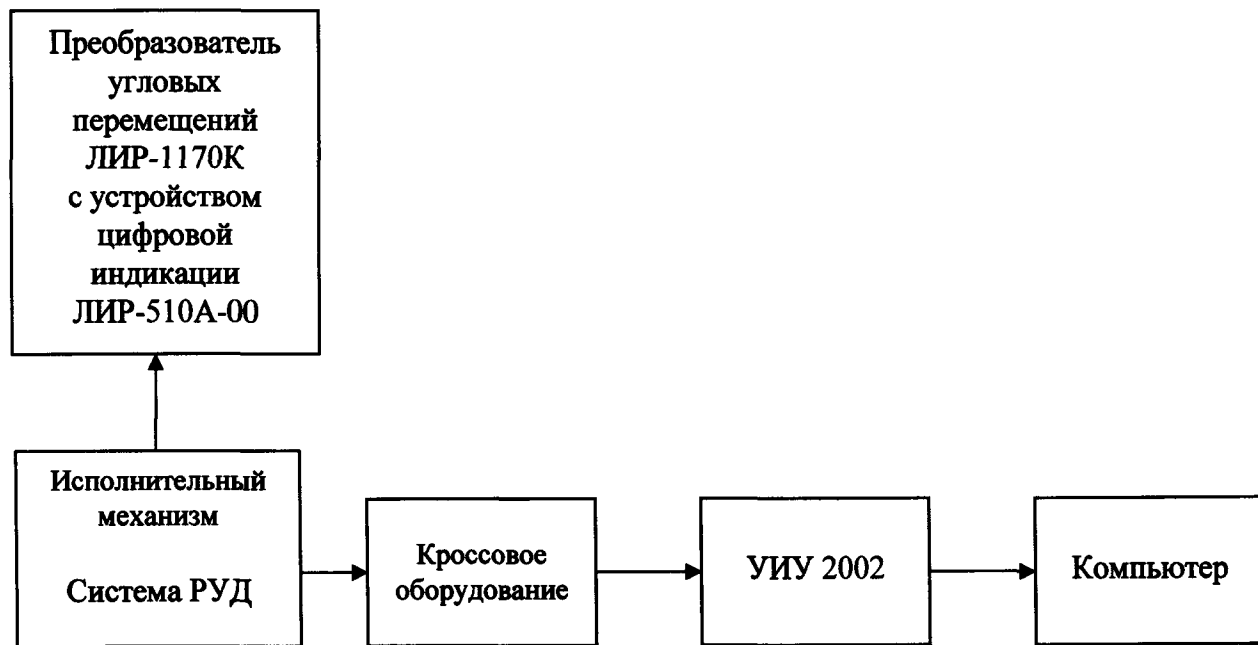 Преобразователь
угловых
перемещений
ЛИР-1170К
с устройством
цифровой
индикации
ЛИР-510А-00
Исполнительный
механизм
Система РУД
Кроссовое
оборудование
УИУ 2002
Компьютер